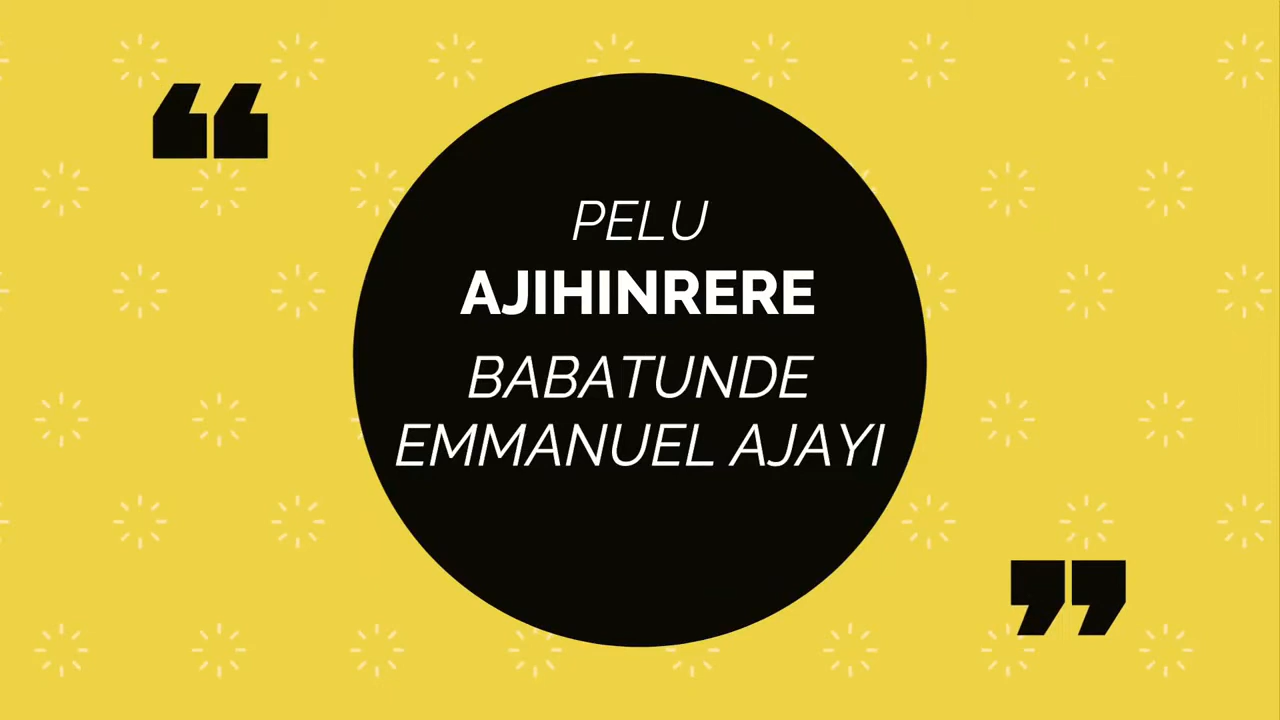 “
PELU
AJIHINRERE
BABATUNDE
EMMANUEL AJAYI
”